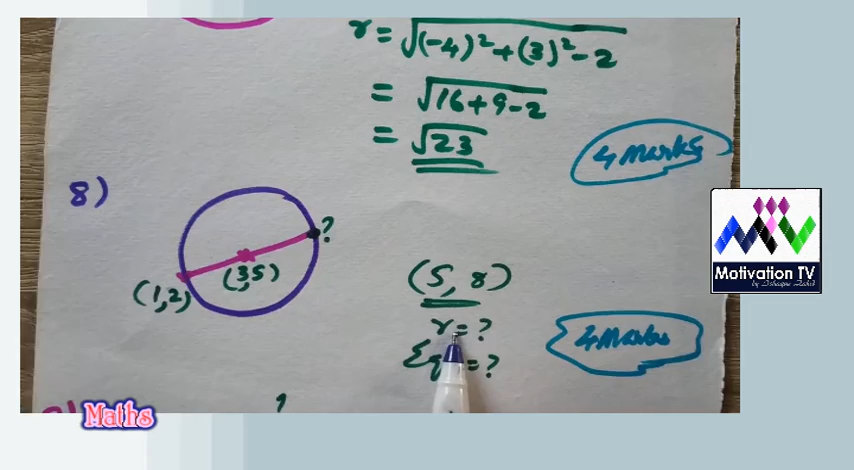 r = √(-4)² + (3)² - 2
= √16 + 9 - 2
= √23
4 Marks
8)
?
(3,5)
(1,2)
(5, 8)
r = ?
= ?
4 Marks
Motivation TV
Maths